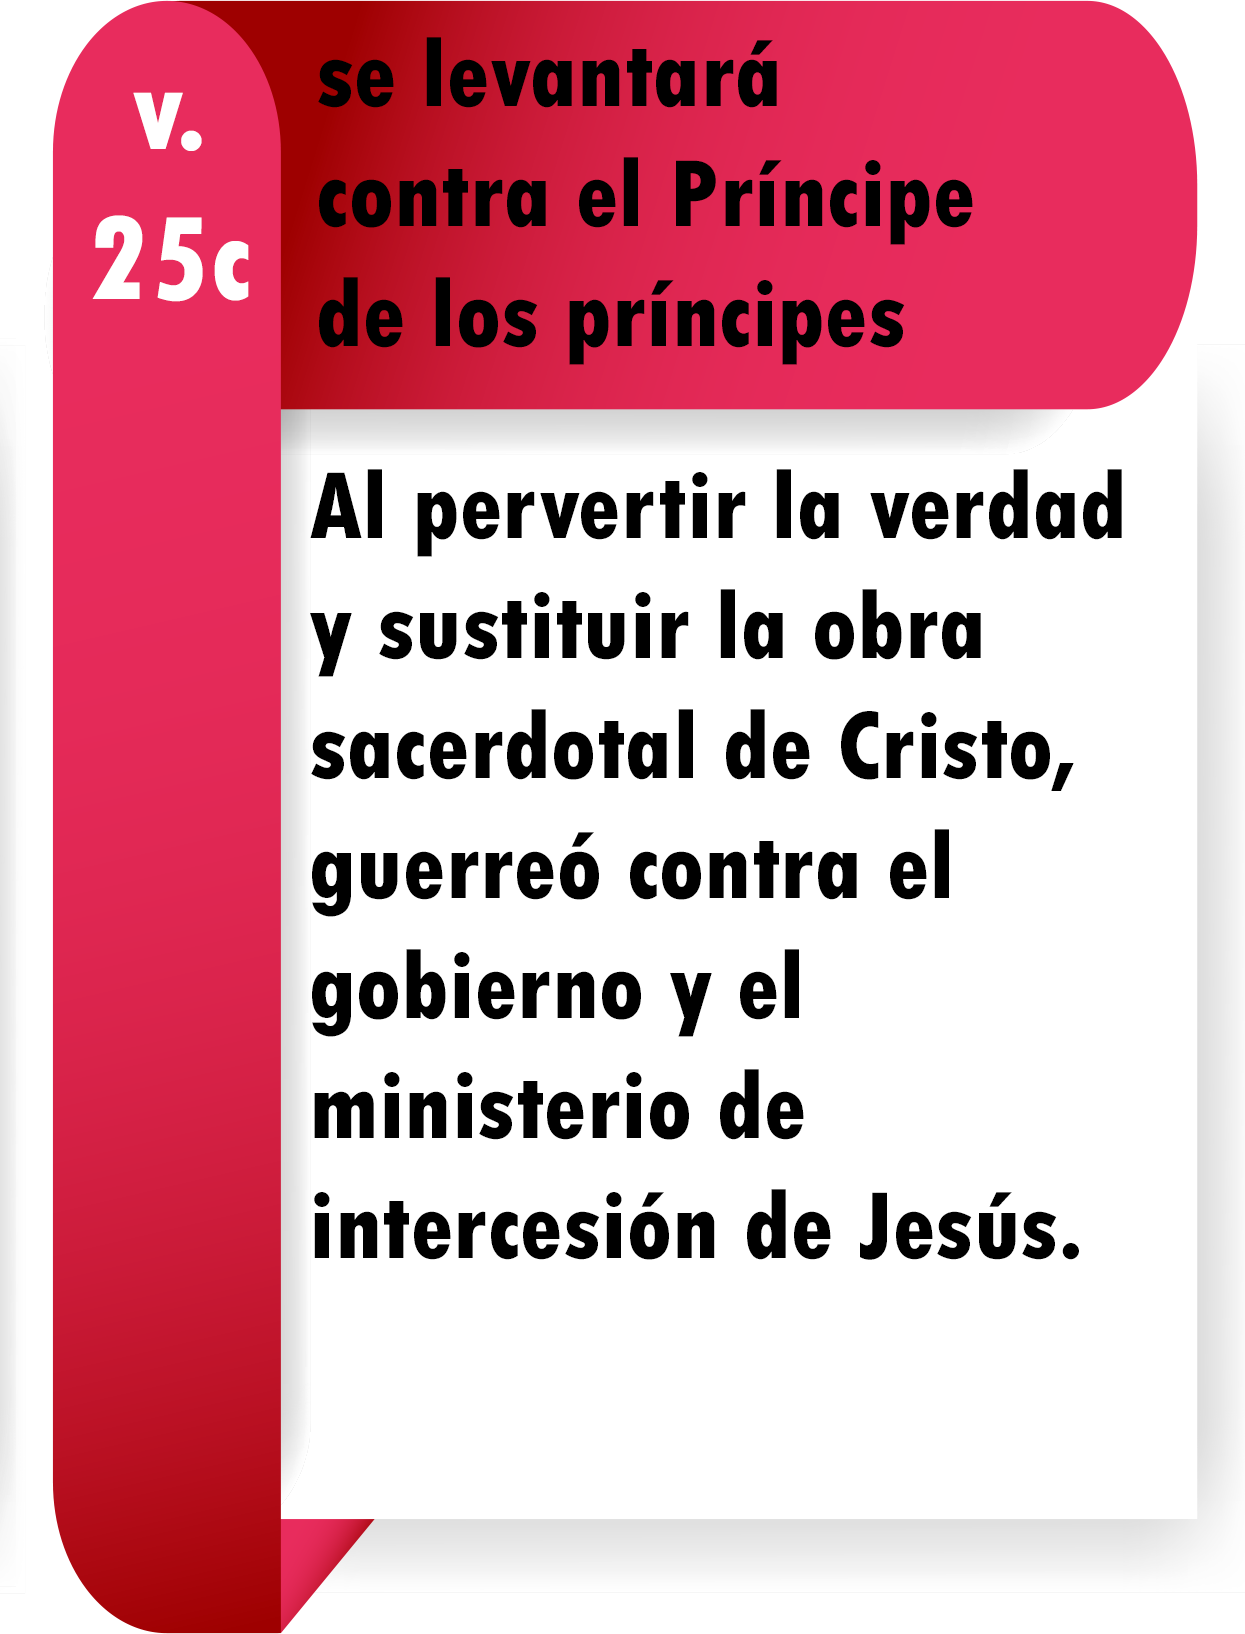 v.
25c
se levantará
contra el Príncipe
de los príncipes
Al pervertir la verdad
y sustituir la obra
sacerdotal de Cristo,
guerreó contra el
gobierno y el
ministerio de
intercesión de Jesús.